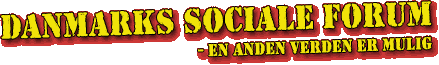 DANMARKS SOCIALE FORUM
- EN ANDEN VERDEN ER MULIG